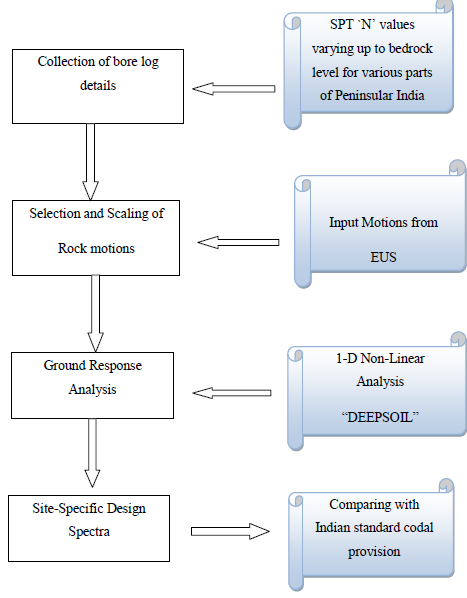 Collection of bore log
details
SPT `N' values
varying up to bedrock
level for various parts
of Peninsular India
Selection and Scaling of
Rock motions
Input Motions from
EUS
Ground Response
Analysis
1-D Non-Linear
Analysis
“DEEPSOIL”
Site-Specific Design
Spectra
Comparing with
Indian standard codal
provision